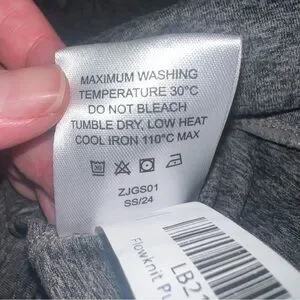 MAXIMUM WASHING
TEMPERATURE 30°C
DO NOT BLEACH
TUMBLE DRY, LOW HEAT
COOL IRON 110°C MAX
ZJGS01
SS/24
LB2
Flowknit